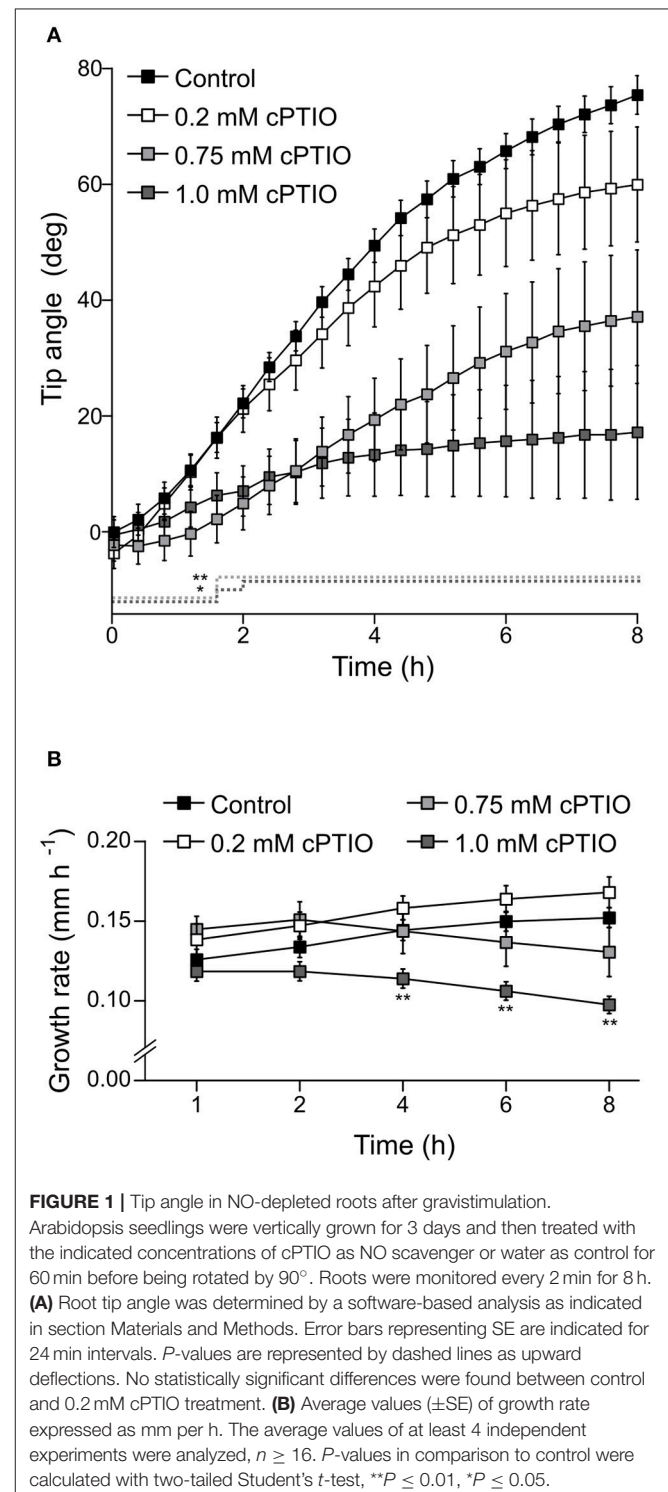 A
80
60
40
20
0
Tip angle (deg)
Control
0.2 mM cPTIO
0.75 mM cPTIO
1.0 mM cPTIO
**
*
0 2 4 6 8
Time (h)
B
Control 0.75 mM cPTIO
0.2 mM cPTIO 1.0 mM cPTIO
0.20
0.15
0.10
0.00
Growth rate (mm h -1)
** ** **
1 2 4 6 8
Time (h)
FIGURE 1 | Tip angle in NO-depleted roots after gravistimulation.
Arabidopsis seedlings were vertically grown for 3 days and then treated with
the indicated concentrations of cPTIO as NO scavenger or water as control for
60 min before being rotated by 90°. Roots were monitored every 2 min for 8 h.
(A) Root tip angle was determined by a software-based analysis as indicated
in section Materials and Methods. Error bars representing SE are indicated for
24 min intervals. P-values are represented by dashed lines as upward
deflections. No statistically significant differences were found between control
and 0.2 mM cPTIO treatment. (B) Average values (±SE) of growth rate
expressed as mm per h. The average values of at least 4 independent
experiments were analyzed, n ≥ 16. P-values in comparison to control were
calculated with two-tailed Student's t-test, **P ≤ 0.01, *P ≤ 0.05.